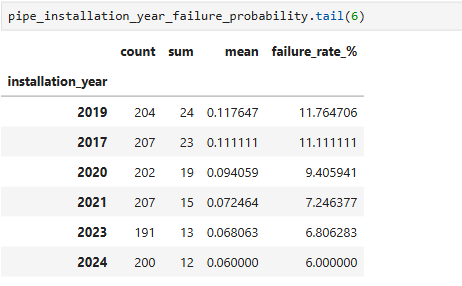 pipe_installation_year_failure_probability.tail(6)
count sum mean failure_rate_%
installation_year
2019 204 24 0.117647 11.764706
2017 207 23 0.111111 11.111111
2020 202 19 0.094059 9.405941
2021 207 15 0.072464 7.246377
2023 191 13 0.068063 6.806283
2024 200 12 0.060000 6.000000